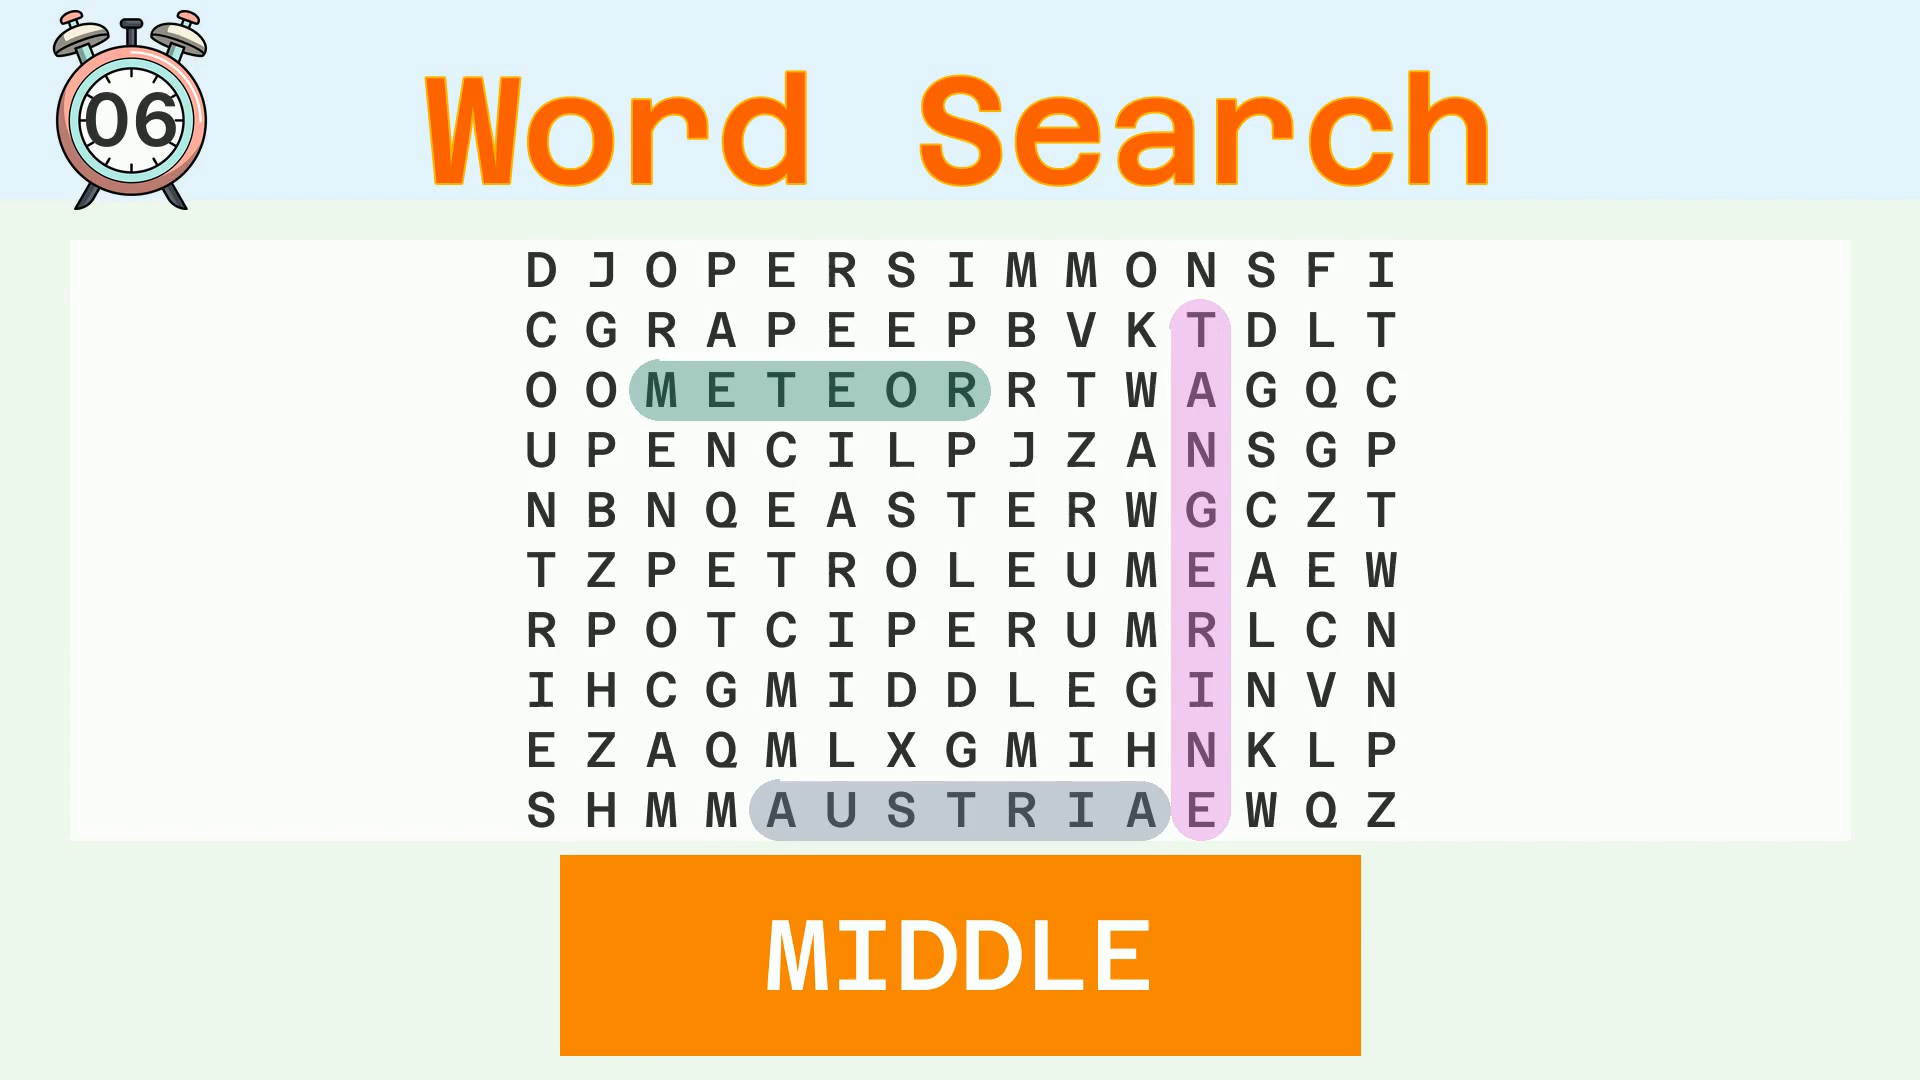 06
Word Search
D J O P E R S I M M O N S F I
C G R A P E E P B V K T D L T
O O M E T E O R R T W A G Q C
U P E N C I L P J Z A N S G P
N B N Q E A S T E R W G C Z T
T Z P E T R O L E U M E A E W
R P O T C I P E R U M R L C N
I H C G M I D D L E G I N V N
E Z A Q M L X G M I H N K L P
S H M M A U S T R I A E W Q Z
MIDDLE